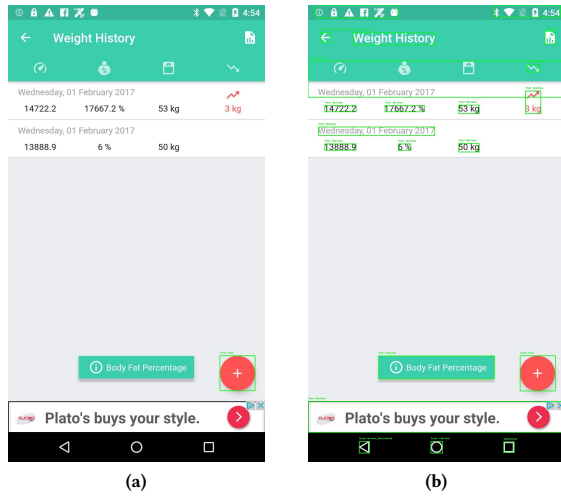 4:54
Weight History
Wednesday, 01 February 2017
14722.2 17667.2 % 53 kg 3 kg
Wednesday, 01 February 2017
13888.9 6 % 50 kg
Body Fat Percentage
+
Plato's buys your style.
(a)
4:54
Weight History
Wednesday, 01 February 2017
14722.2 17667.2 % 53 kg 3 kg
Wednesday, 01 February 2017
13888.9 6 % 50 kg
Body Fat Percentage
+
Plato's buys your style.
(b)